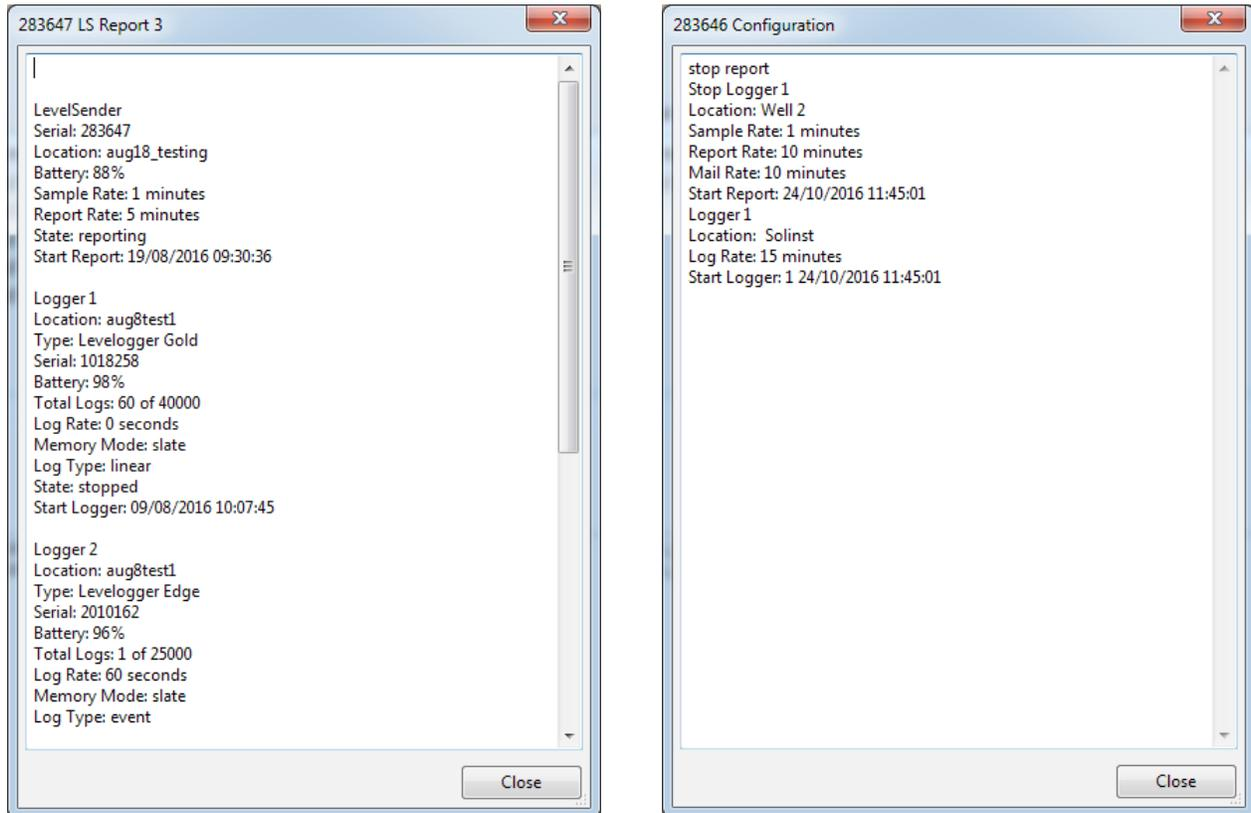 283647 LS Report 3
LevelSender
Serial: 283647
Location: aug18_testing
Battery: 88%
Sample Rate: 1 minutes
Report Rate: 5 minutes
State: reporting
Start Report: 19/08/2016 09:30:36
Logger 1
Location: aug8test1
Type: Levelogger Gold
Serial: 1018258
Battery: 98%
Total Logs: 60 of 40000
Log Rate: 0 seconds
Memory Mode: slate
Log Type: linear
State: stopped
Start Logger: 09/08/2016 10:07:45
Logger 2
Location: aug8test1
Type: Levelogger Edge
Serial: 2010162
Battery: 96%
Total Logs: 1 of 25000
Log Rate: 60 seconds
Memory Mode: slate
Log Type: event
Close
283646 Configuration
stop report
Stop Logger 1
Location: Well 2
Sample Rate: 1 minutes
Report Rate: 10 minutes
Mail Rate: 10 minutes
Start Report: 24/10/2016 11:45:01
Logger 1
Location:  Solinst
Log Rate: 15 minutes
Start Logger: 1 24/10/2016 11:45:01
Close